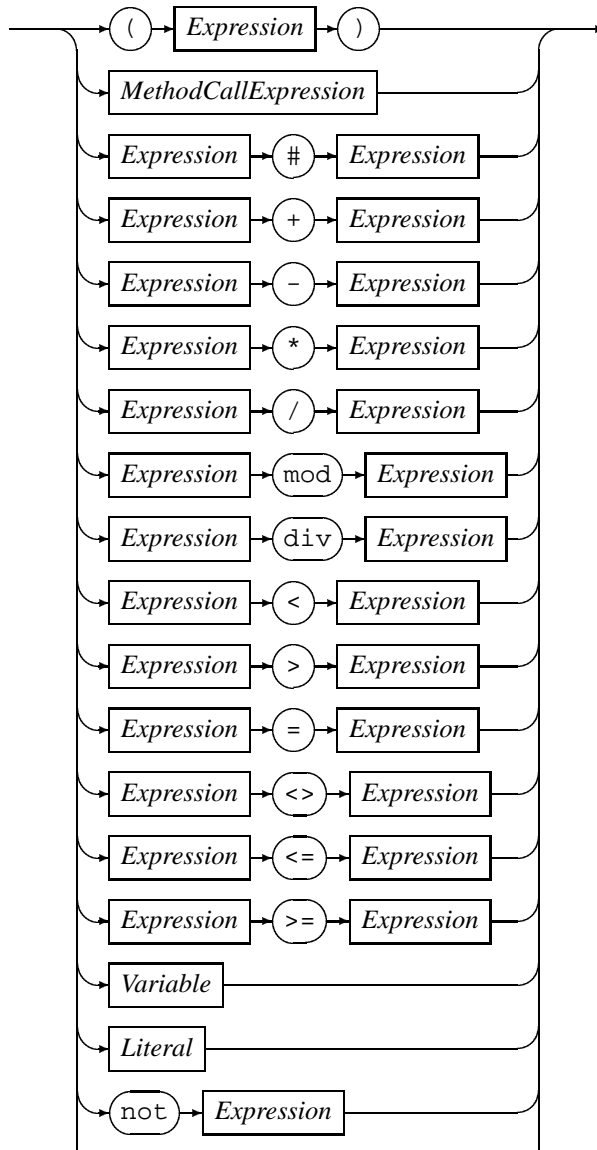 ( Expression )
MethodCallExpression
Expression # Expression
Expression + Expression
Expression - Expression
Expression * Expression
Expression / Expression
Expression mod Expression
Expression div Expression
Expression < Expression
Expression > Expression
Expression = Expression
Expression <> Expression
Expression <= Expression
Expression >= Expression
Variable
Literal
not Expression